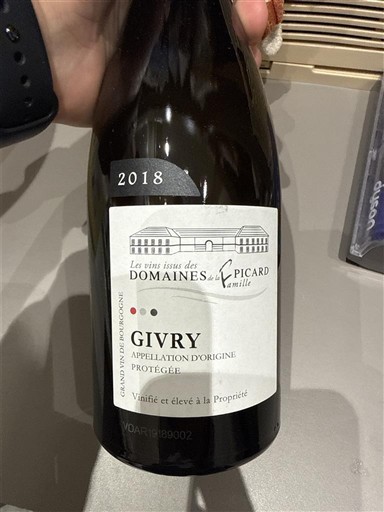 2018
Les vins issus des
DOMAINES de la Famille EPICARD
GRAND VIN DE BOURGOGNE
GIVRY
APPELLATION D'ORIGINE
PROTÉGÉE
Vinifié et élevé à la Propriété